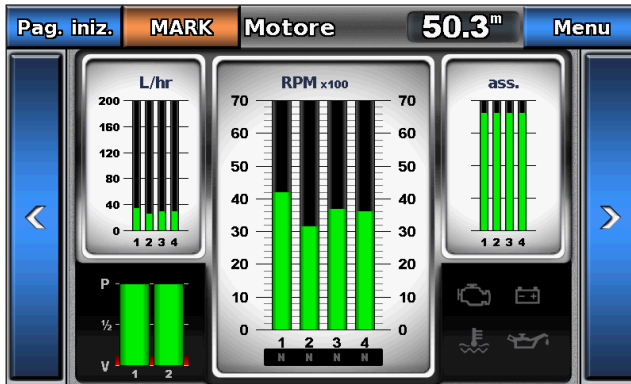 Pag. iniz. MARK Motore 50.3m Menu
L/hr
200
160
120
80
40
0
1 2 3 4
RPM x100
70 70
60 60
50 50
40 40
30 30
20 20
10 10
0 0
1 2 3 4
N N N N
ass.
1 2 3 4
P
½
V
1 2